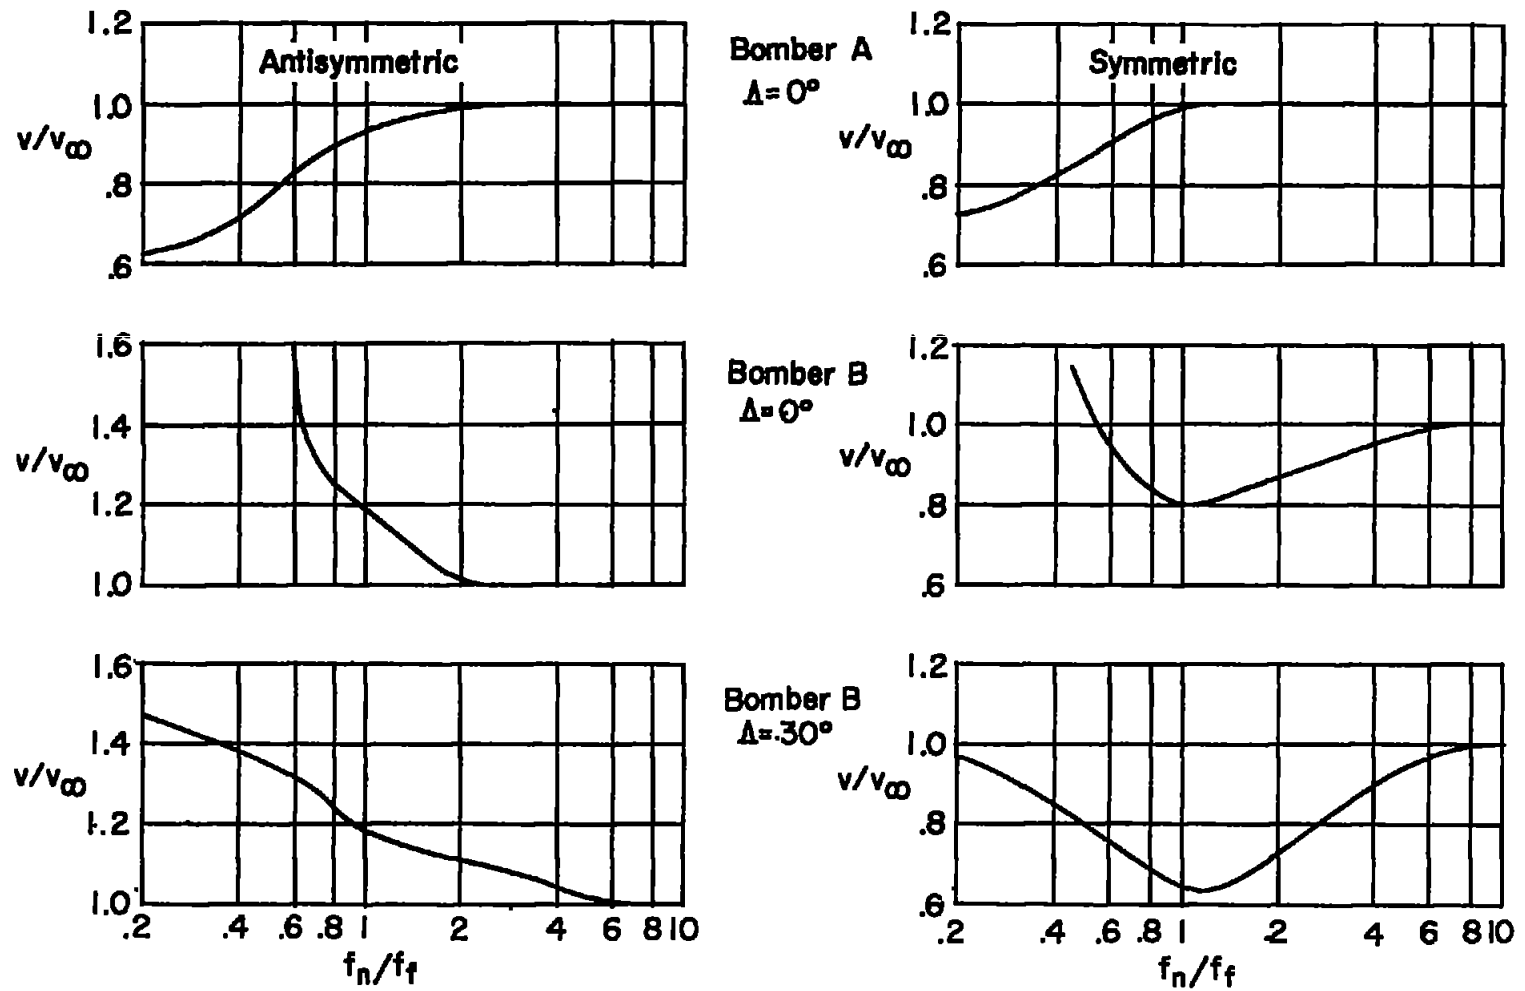 1.2
1.0
.8
.6
v/v∞
Antisymmetric
Bomber A
Λ=0°
1.2
1.0
.8
.6
v/v∞
Symmetric
1.6
1.4
1.2
1.0
v/v∞
Bomber B
Λ=0°
1.2
1.0
.8
.6
v/v∞
1.6
1.4
1.2
1.0
v/v∞
.2 .4 .6 .8 1 2 4 6 8 10
fn/ff
Bomber B
Λ=30°
1.2
1.0
.8
.6
v/v∞
.2 .4 .6 .8 1 .2 4 6 8 10
fn/ff